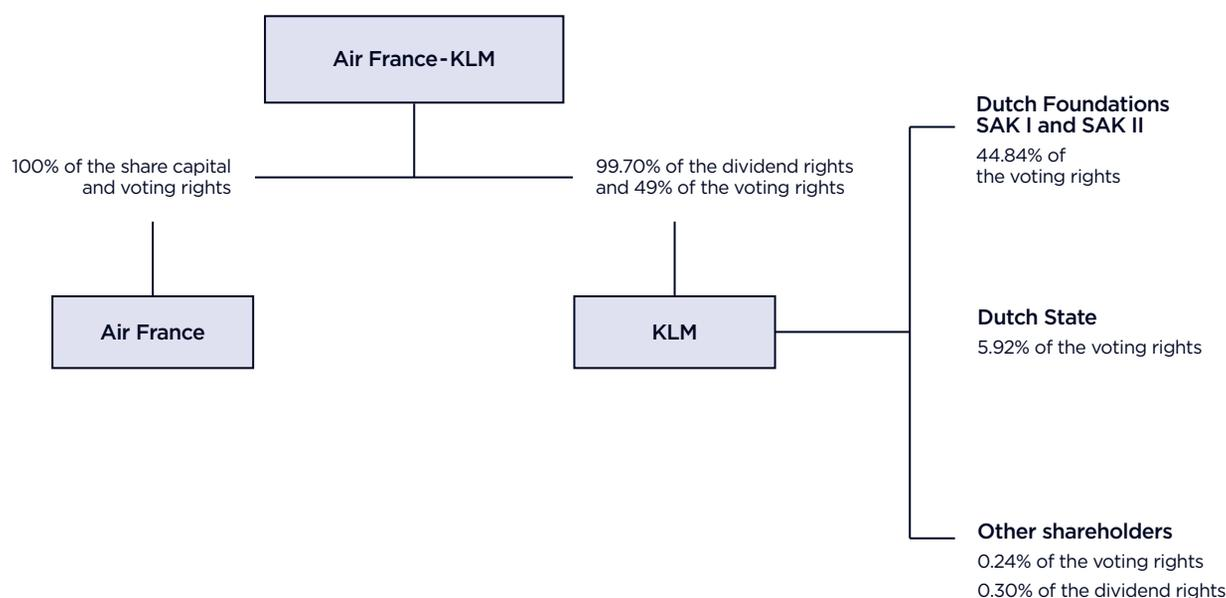 Air France-KLM
100% of the share capital
and voting rights
99.70% of the dividend rights
and 49% of the voting rights
Dutch Foundations
SAK I and SAK II
44.84% of
the voting rights
Air France
KLM
Dutch State
5.92% of the voting rights
Other shareholders
0.24% of the voting rights
0.30% of the dividend rights